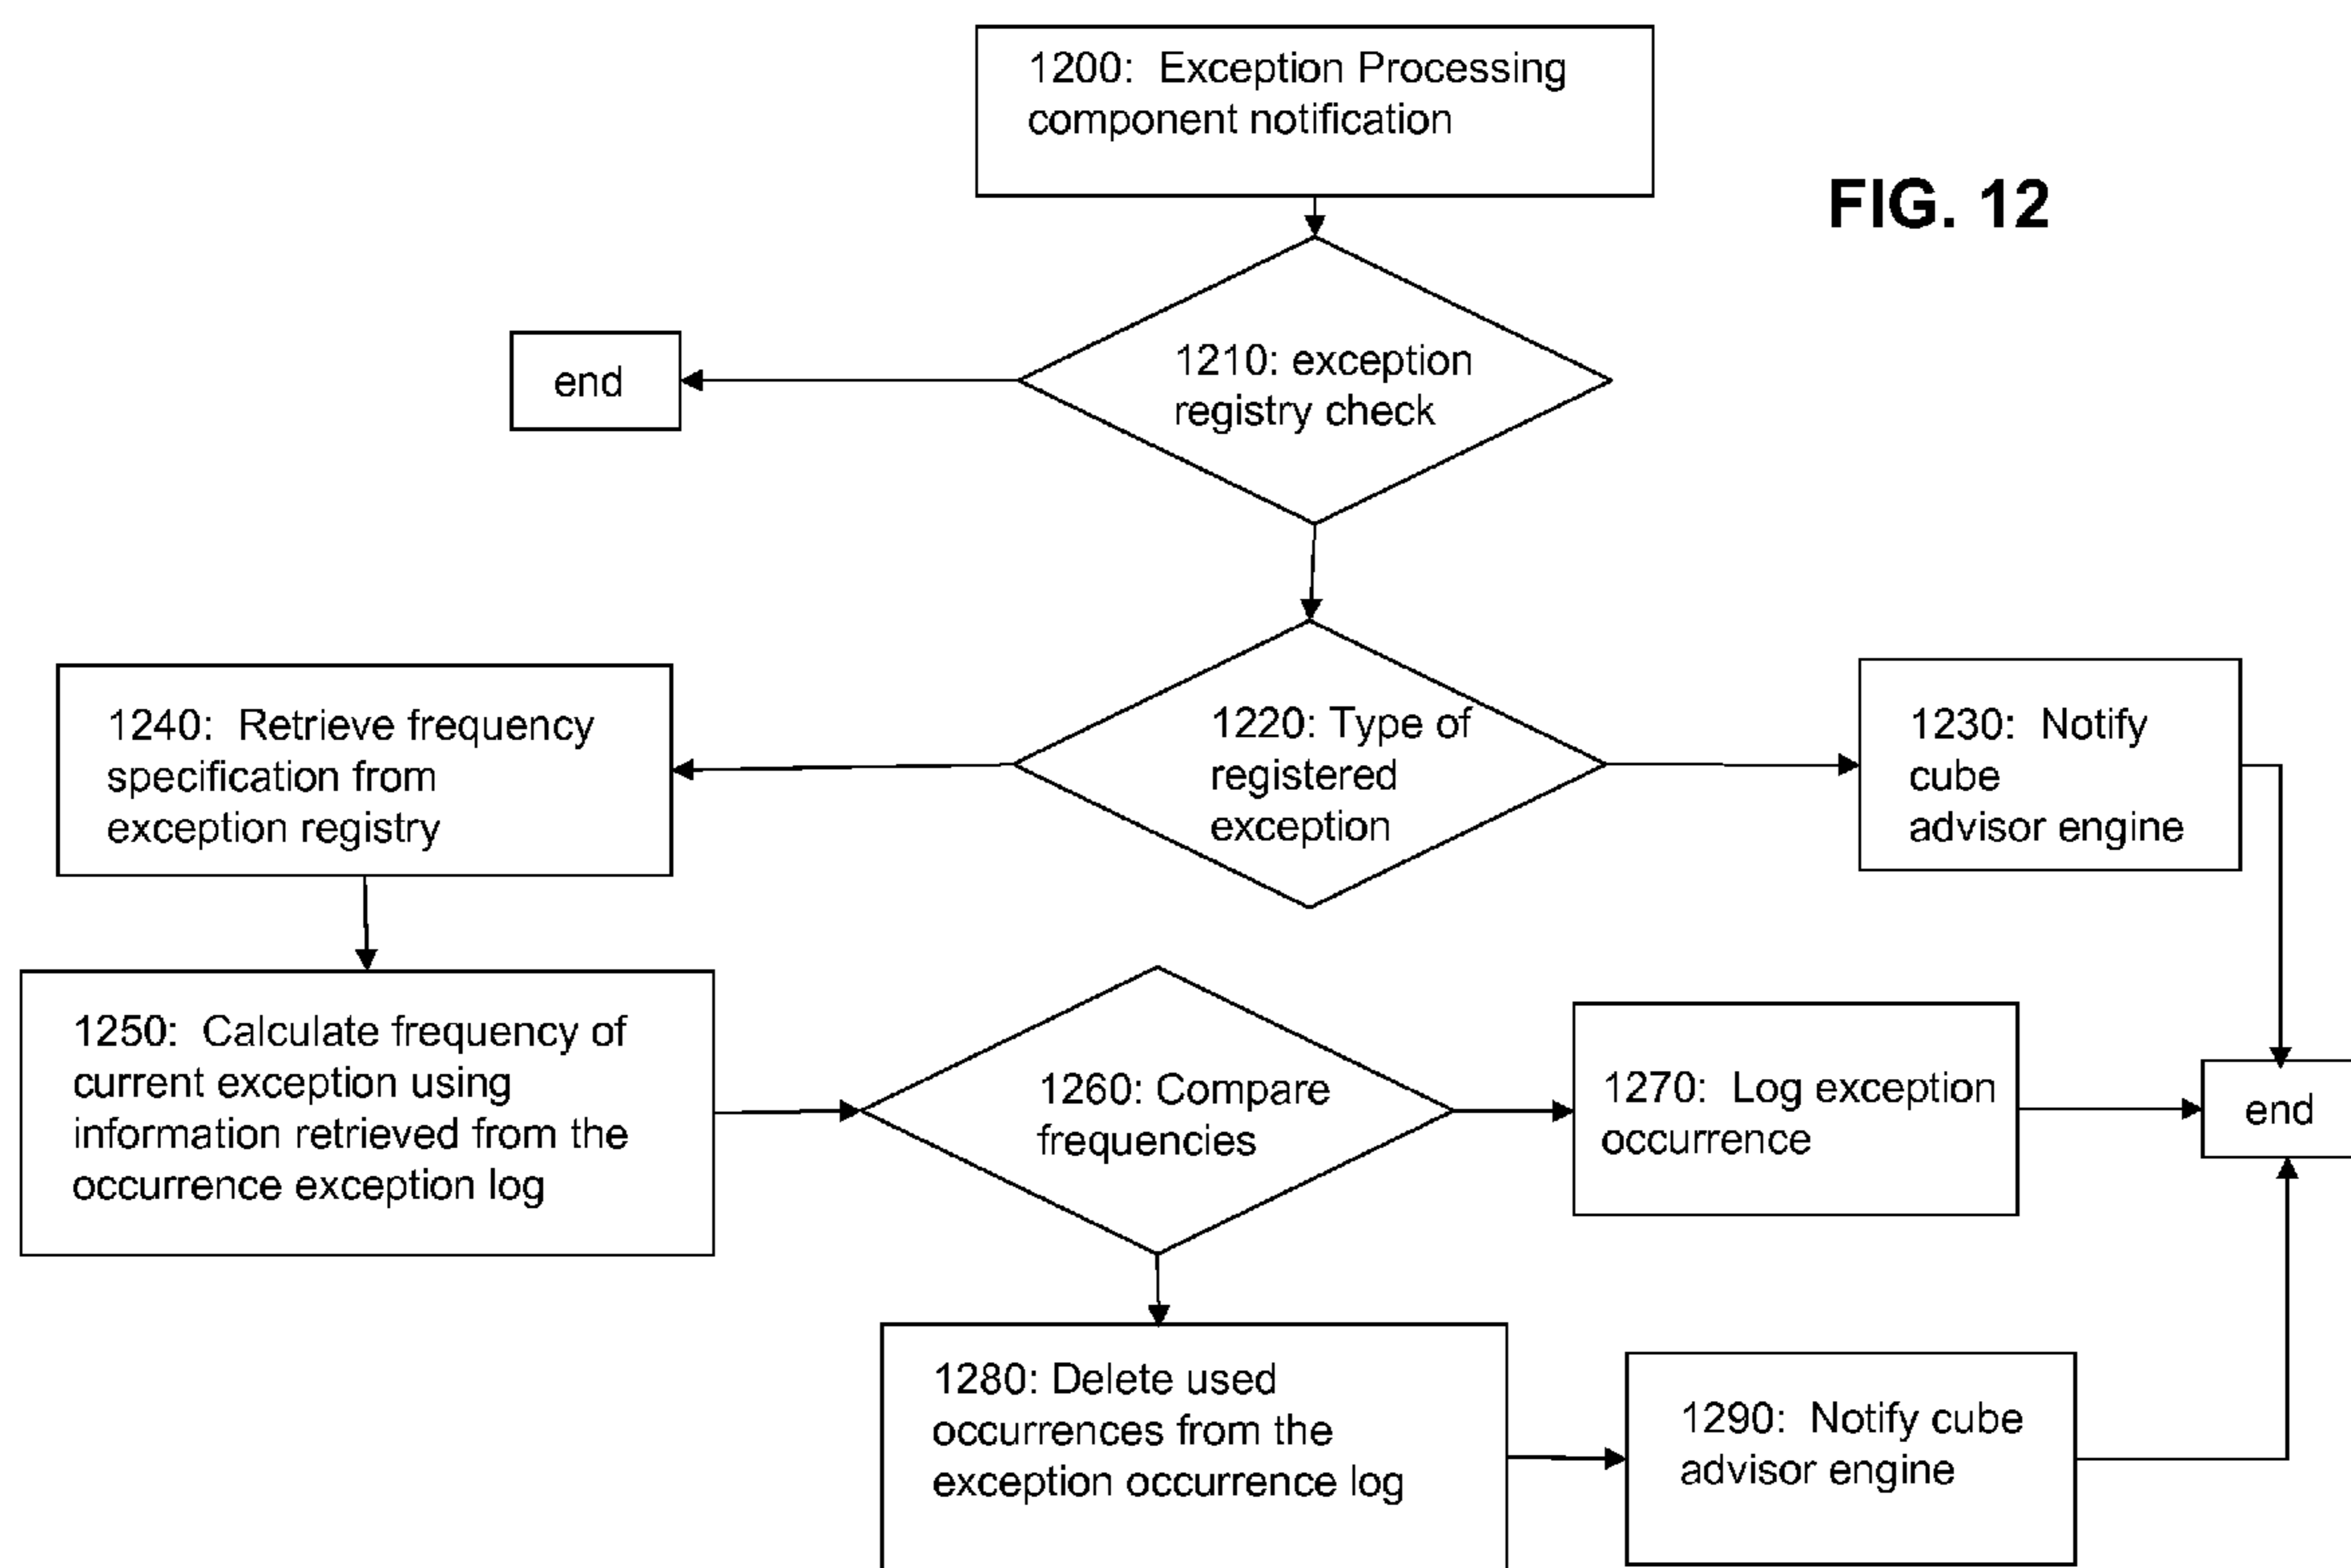 1200: Exception Processing
component notification
FIG. 12
end
1210: exception
registry check
1240: Retrieve frequency
specification from
exception registry
1220: Type of
registered
exception
1230: Notify
cube
advisor engine
1250: Calculate frequency of
current exception using
information retrieved from the
occurrence exception log
1260: Compare
frequencies
1270: Log exception
occurrence
end
1280: Delete used
occurrences from the
exception occurrence log
1290: Notify cube
advisor engine